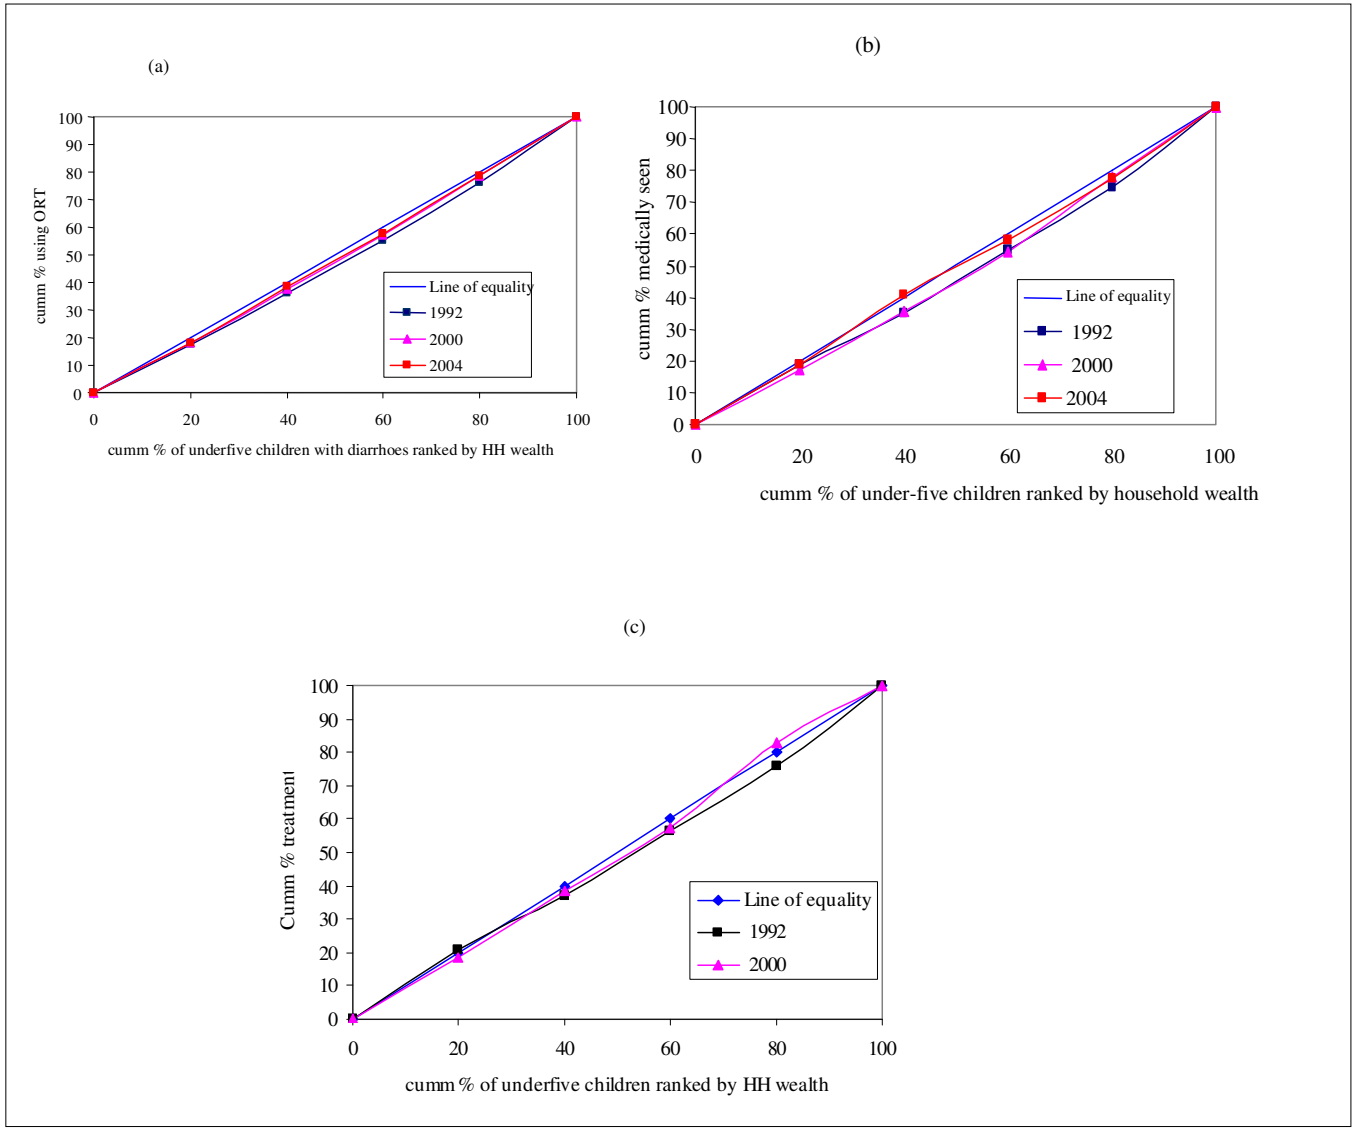 (a)
100
90
80
70
60
50
40
30
20
10
0
cumm % using ORT
0 20 40 60 80 100
cumm % of underfive children with diarrhoes ranked by HH wealth
Line of equality
1992
2000
2004
(b)
100
90
80
70
60
50
40
30
20
10
0
cumm % medically seen
0 20 40 60 80 100
cumm % of under-five children ranked by household wealth
Line of equality
1992
2000
2004
(c)
100
90
80
70
60
50
40
30
20
10
0
Cumm % treatment
0 20 40 60 80 100
cumm % of underfive children ranked by HH wealth
Line of equality
1992
2000